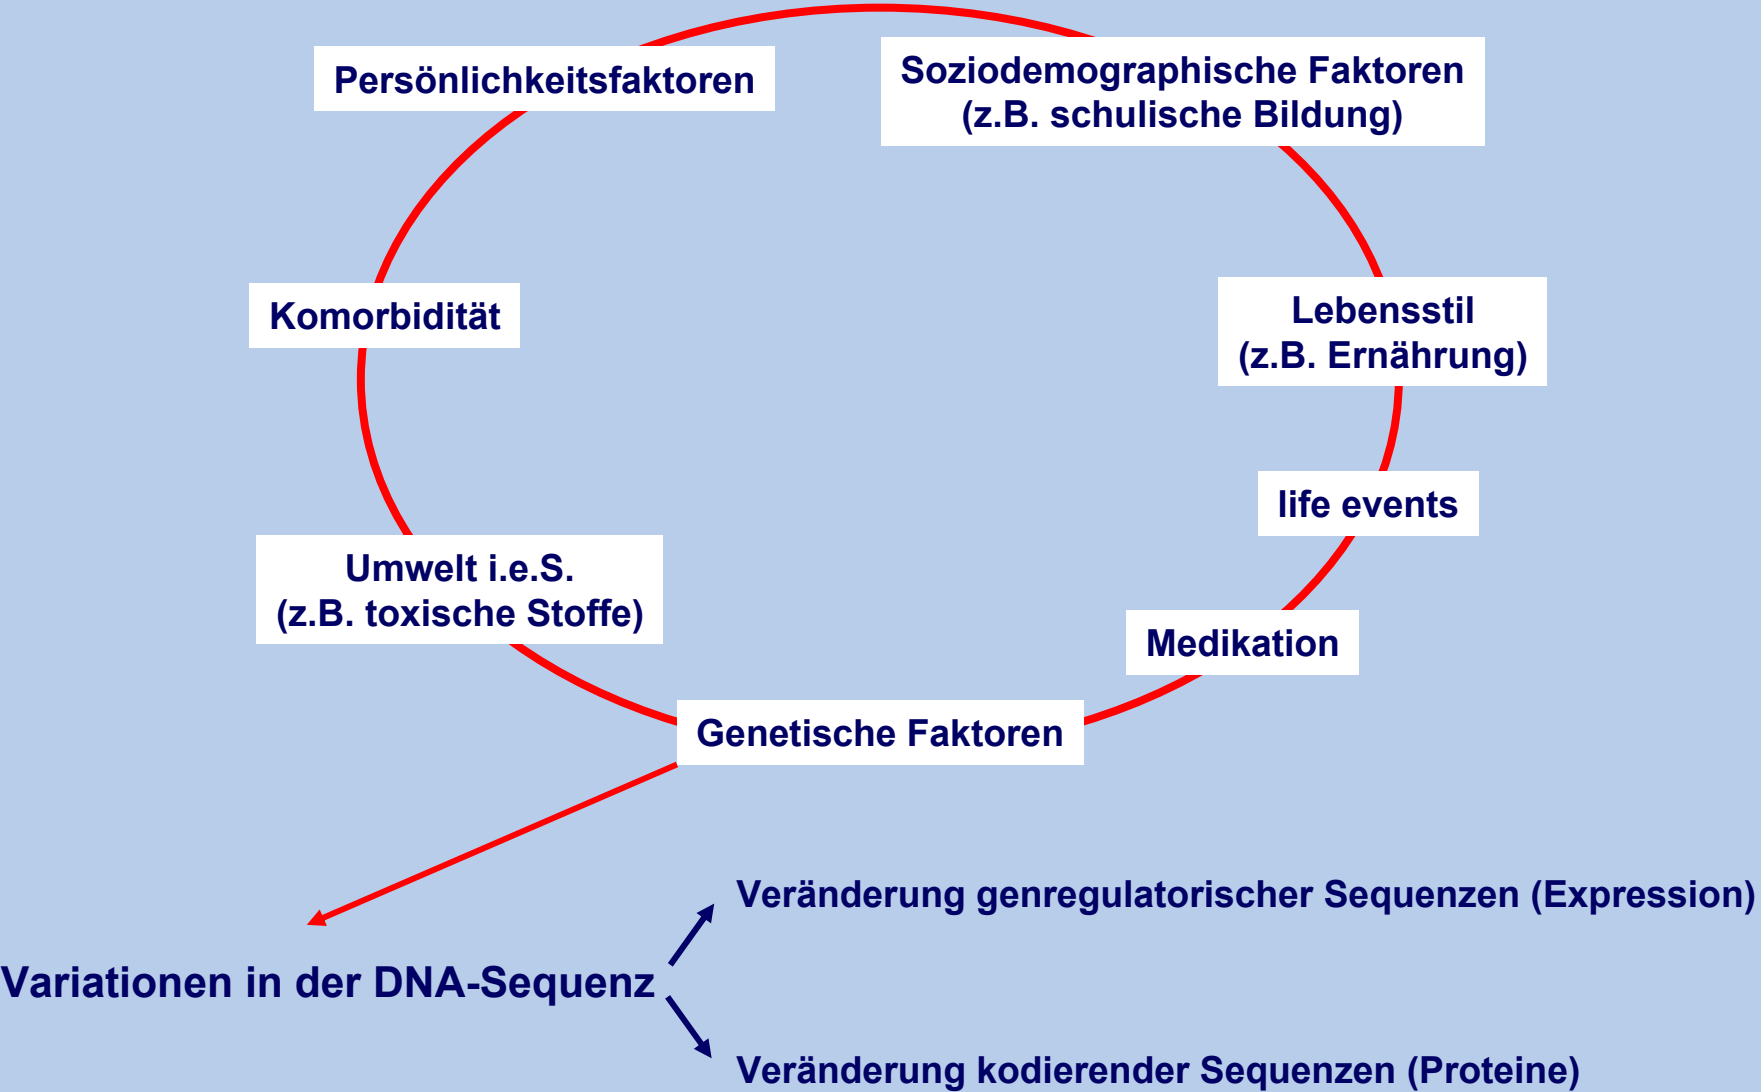 Persönlichkeitsfaktoren
Soziodemographische Faktoren
(z.B. schulische Bildung)
Komorbidität
Lebensstil
(z.B. Ernährung)
life events
Umwelt i.e.S.
(z.B. toxische Stoffe)
Medikation
Genetische Faktoren
Veränderung genregulatorischer Sequenzen (Expression)
Variationen in der DNA-Sequenz
Veränderung kodierender Sequenzen (Proteine)